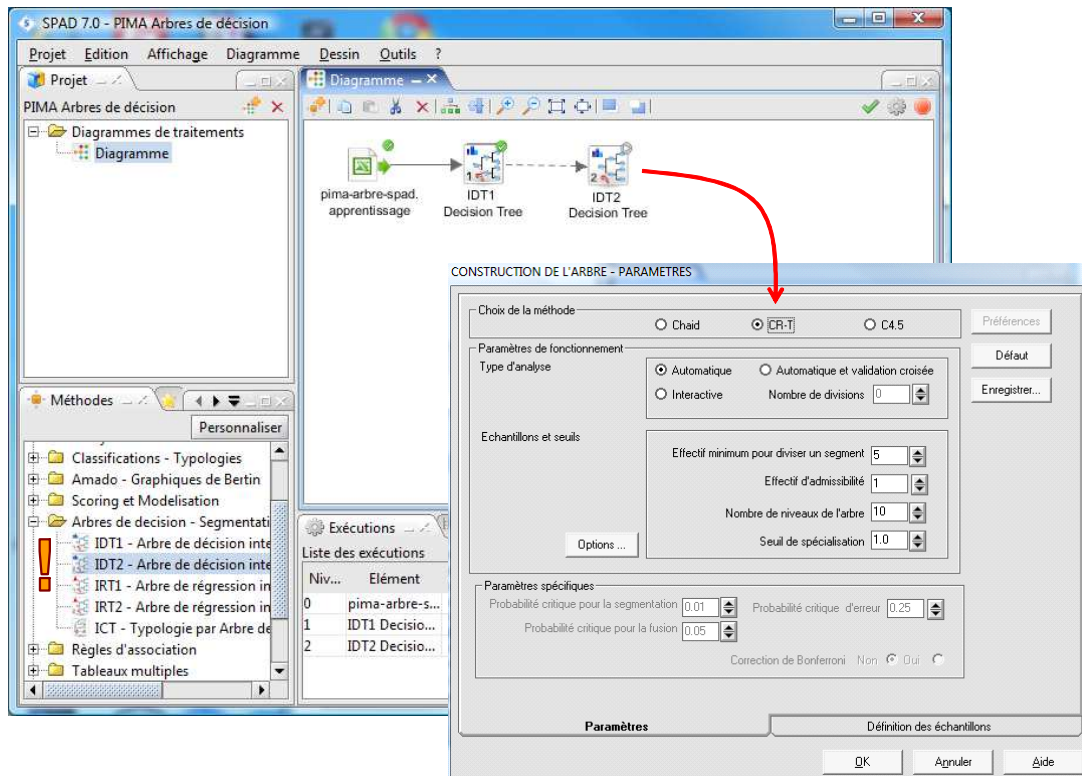 SPAD 7.0 - PIMA Arbres de décision
Projet Edition Affichage Diagramme Dessin Outils ?
Projet
PIMA Arbres de décision
Diagrammes de traitements
Diagramme
Diagramme
pima-arbre-spad.
apprentissage
1
IDT1
Decision Tree
2
IDT2
Decision Tree
Méthodes
Personnaliser
Classifications - Typologies
Amado - Graphiques de Bertin
Scoring et Modelisation
Arbres de decision - Segmentati
IDT1 - Arbre de décision inte
IDT2 - Arbre de décision inte
IRT1 - Arbre de régression in
IRT2 - Arbre de régression in
ICT - Typologie par Arbre de
Règles d'association
Tableaux multiples
!
Exécutions
Liste des exécutions
Niv... Elément
0 pima-arbre-s...
1 IDT1 Decisio...
2 IDT2 Decisio...
CONSTRUCTION DE L'ARBRE - PARAMETRES
Choix de la méthode
Chaid CR-T C4.5
Préférences
Défaut
Enregistrer...
Paramètres de fonctionnement
Type d'analyse
Automatique Automatique et validation croisée
Interactive Nombre de divisions 0
Echantillons et seuils
Effectif minimum pour diviser un segment 5
Effectif d'admissibilité 1
Nombre de niveaux de l'arbre 10
Seuil de spécialisation 1.0
Options ...
Paramètres spécifiques
Probabilité critique pour la segmentation 0.01 Probabilité critique d'erreur 0.25
Probabilité critique pour la fusion 0.05
Correction de Bonferroni Non Oui
Paramètres Définition des échantillons
OK Annuler Aide